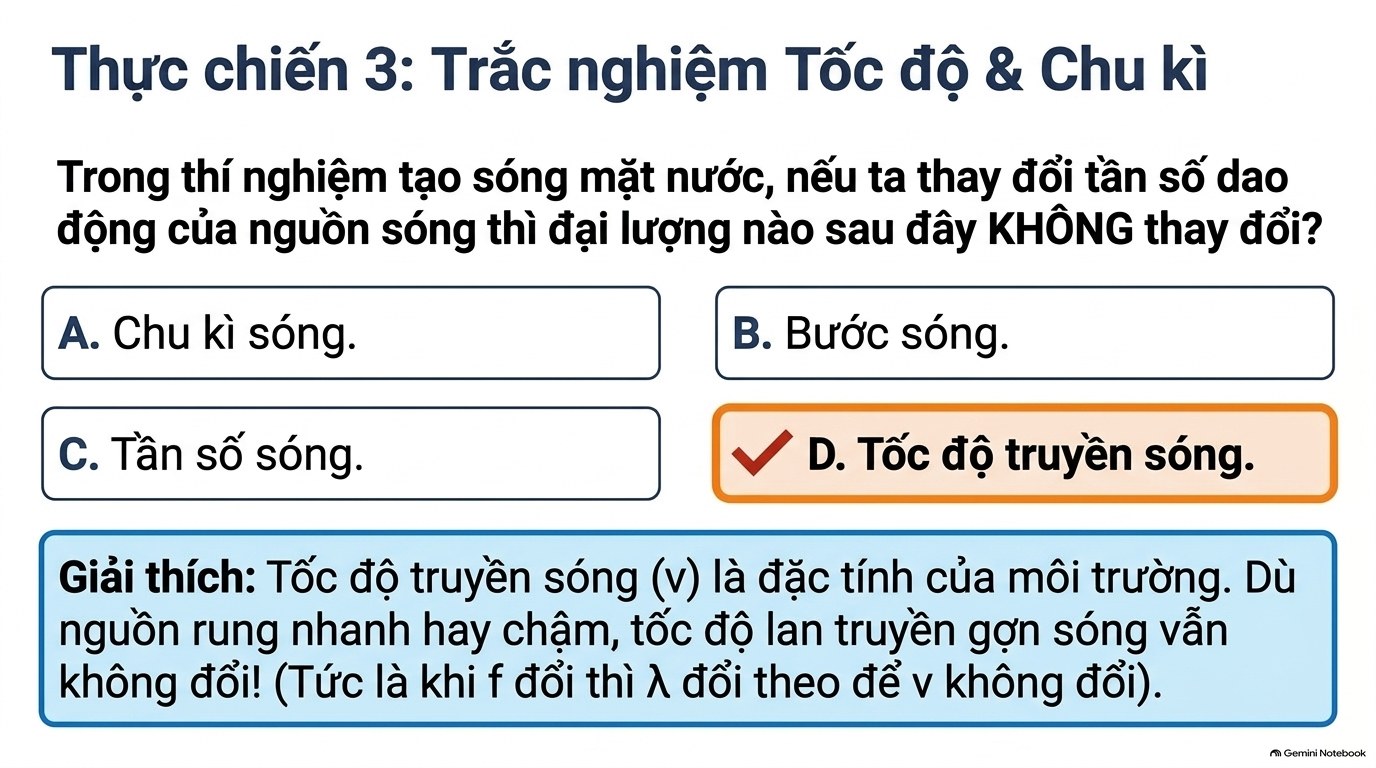 Thực chiến 3: Trắc nghiệm Tốc độ & Chu kì
Trong thí nghiệm tạo sóng mặt nước, nếu ta thay đổi tần số dao
động của nguồn sóng thì đại lượng nào sau đây KHÔNG thay đổi?
A. Chu kì sóng.
B. Bước sóng.
C. Tần số sóng.
D. Tốc độ truyền sóng.
Giải thích: Tốc độ truyền sóng (v) là đặc tính của môi trường. Dù
nguồn rung nhanh hay chậm, tốc độ lan truyền gợn sóng vẫn
không đổi! (Tức là khi f đổi thì λ đổi theo để v không đổi).
Gemini Notebook